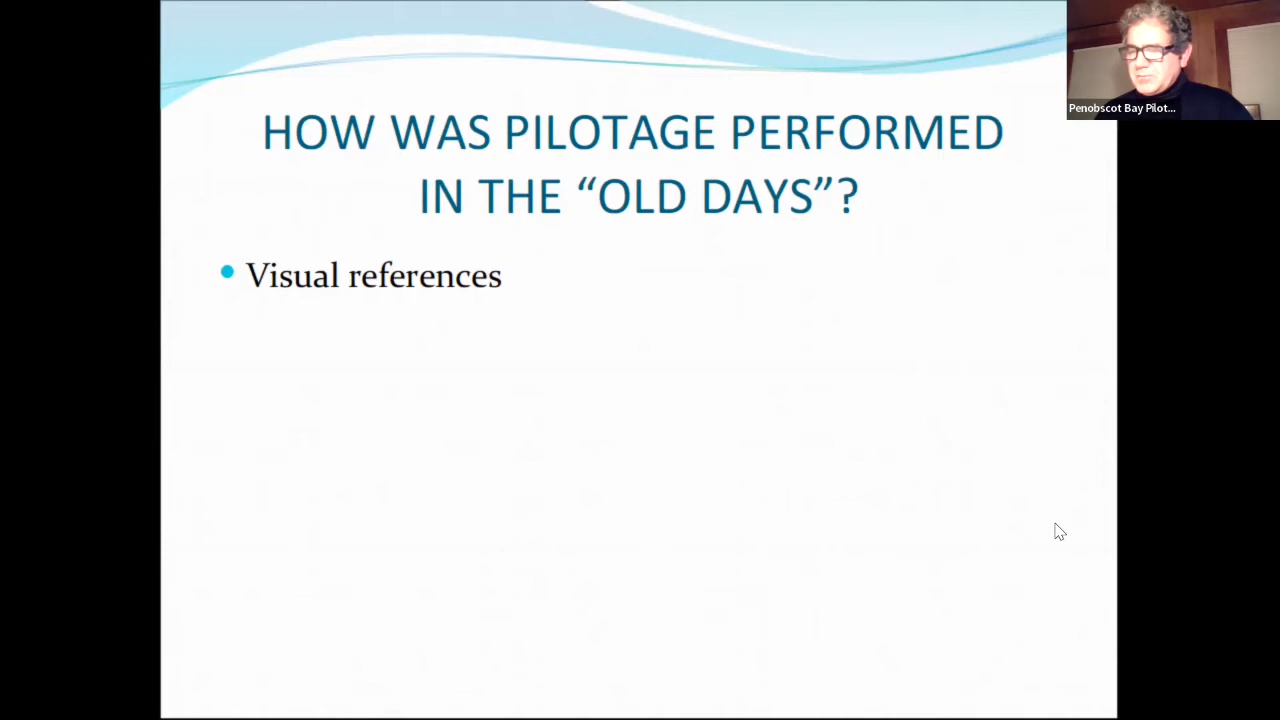 HOW WAS PILOTAGE PERFORMED
IN THE “OLD DAYS”?
Visual references
Penobscot Bay Pilot...